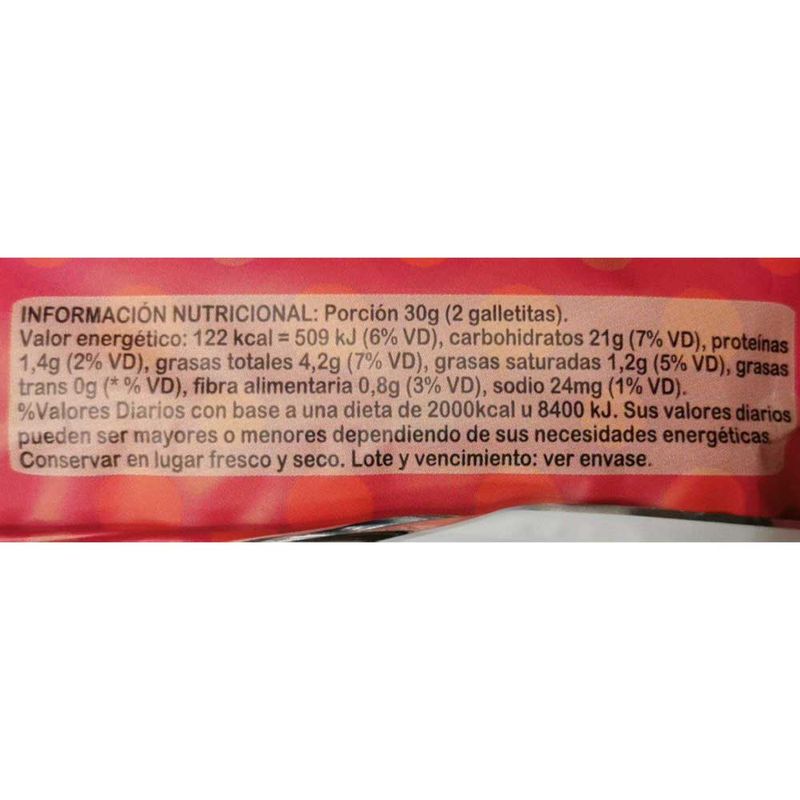 INFORMACIÓN NUTRICIONAL: Porción 30g (2 galletitas).
Valor energético: 122 kcal = 509 kJ (6% VD), carbohidratos 21g (7% VD), proteínas
1,4g (2% VD), grasas totales 4,2g (7% VD), grasas saturadas 1,2g (5% VD), grasas
trans 0g (* % VD), fibra alimentaria 0,8g (3% VD), sodio 24mg (1% VD).
%Valores Diarios con base a una dieta de 2000kcal u 8400 kJ. Sus valores diarios
pueden ser mayores o menores dependiendo de sus necesidades energéticas.
Conservar en lugar fresco y seco. Lote y vencimiento: ver envase.